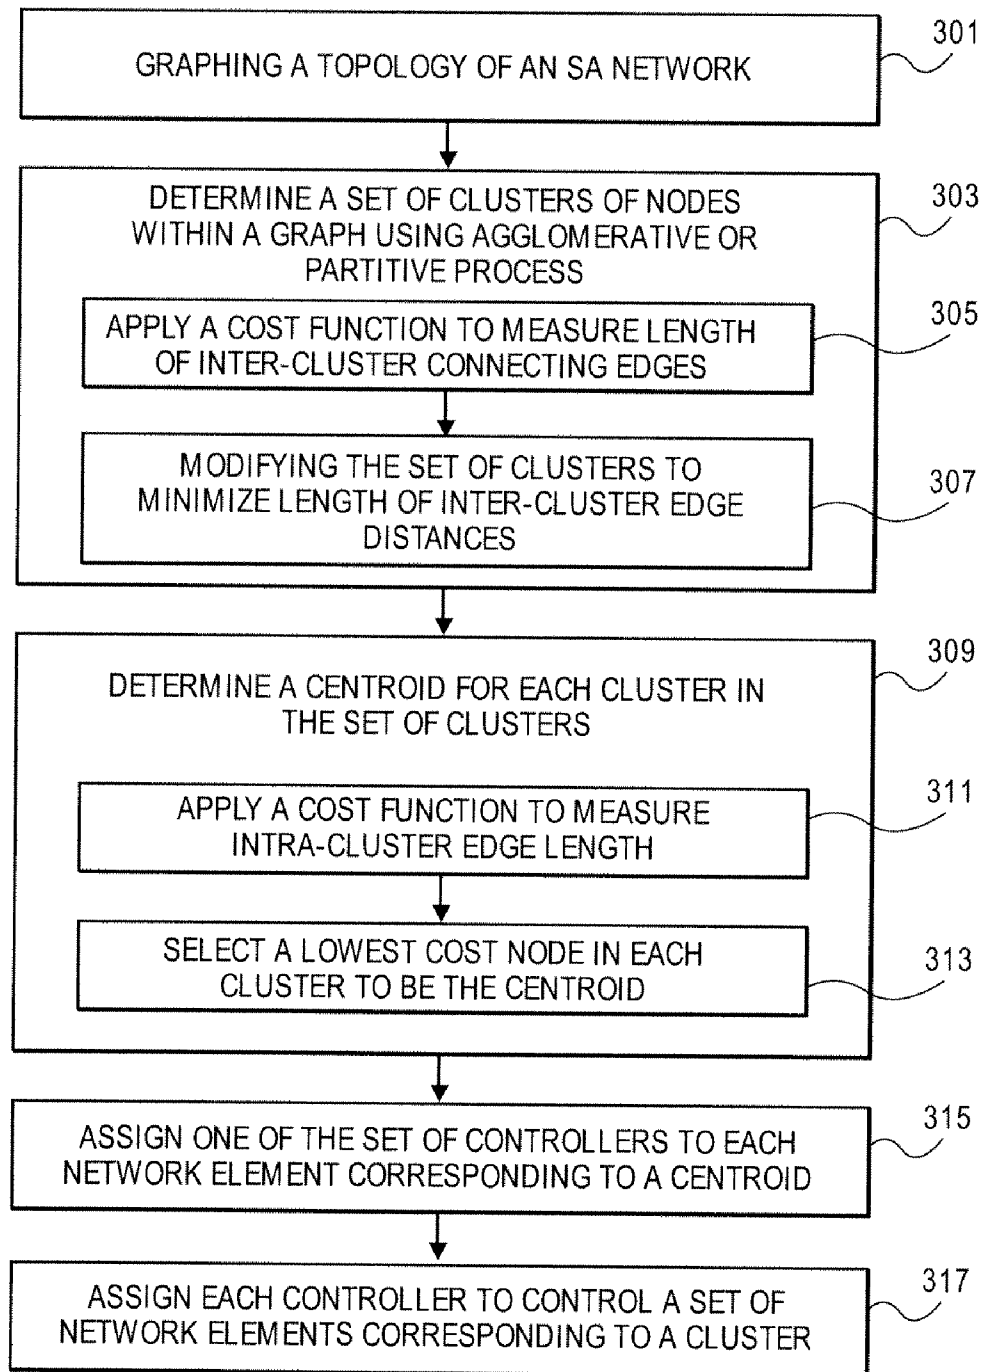 GRAPHING A TOPOLOGY OF AN SA NETWORK
301
DETERMINE A SET OF CLUSTERS OF NODES
WITHIN A GRAPH USING AGGLOMERATIVE OR
PARTITIVE PROCESS
303
APPLY A COST FUNCTION TO MEASURE LENGTH
OF INTER-CLUSTER CONNECTING EDGES
305
MODIFYING THE SET OF CLUSTERS TO
MINIMIZE LENGTH OF INTER-CLUSTER EDGE
DISTANCES
307
DETERMINE A CENTROID FOR EACH CLUSTER IN
THE SET OF CLUSTERS
309
APPLY A COST FUNCTION TO MEASURE
INTRA-CLUSTER EDGE LENGTH
311
SELECT A LOWEST COST NODE IN EACH
CLUSTER TO BE THE CENTROID
313
ASSIGN ONE OF THE SET OF CONTROLLERS TO EACH
NETWORK ELEMENT CORRESPONDING TO A CENTROID
315
ASSIGN EACH CONTROLLER TO CONTROL A SET OF
NETWORK ELEMENTS CORRESPONDING TO A CLUSTER
317